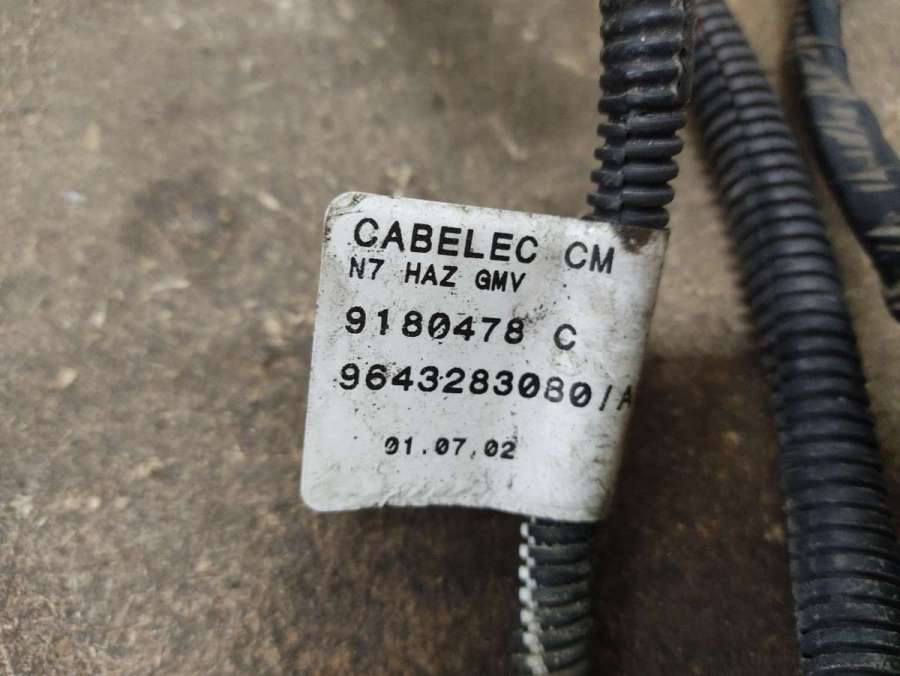 CABELEC CM
N7 HAZ GMV
9180478 C
9643283080/A
01.07.02